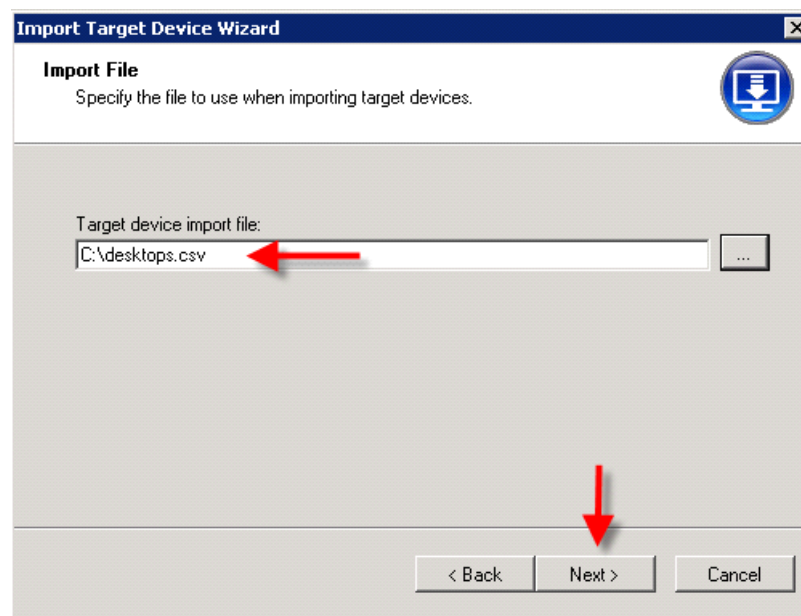 Import Target Device Wizard
Import File
Specify the file to use when importing target devices.
Target device import file:
C:\desktops.csv
...
< Back
Next >
Cancel